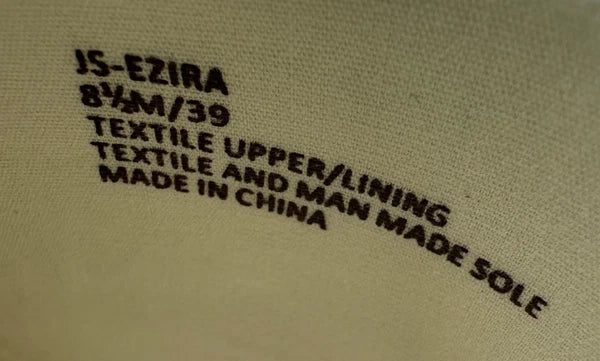 JS-EZIRA
8½M/39
TEXTILE UPPER/LINING
TEXTILE AND MAN MADE SOLE
MADE IN CHINA